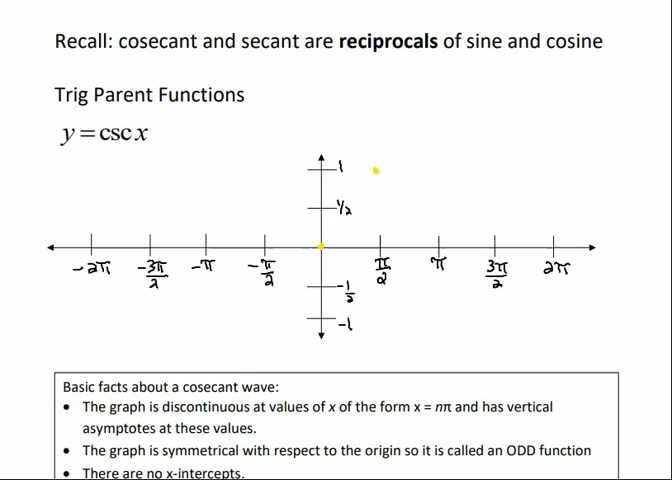 Recall: cosecant and secant are reciprocals of sine and cosine
Trig Parent Functions
y = csc x
1
1/2
-2π -3π/2 -π -π/2 π/2 π 3π/2 2π
-1/2
-1
Basic facts about a cosecant wave:
• The graph is discontinuous at values of x of the form x = nπ and has vertical
asymptotes at these values.
• The graph is symmetrical with respect to the origin so it is called an ODD function
• There are no x-intercepts.